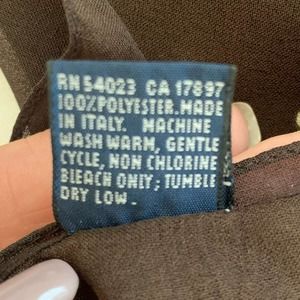 RN 54023 CA 17897
100%POLYESTER.MADE
IN ITALY. MACHINE
WASH WARM, GENTLE
CYCLE, NON CHLORINE
BLEACH ONLY; TUMBLE
DRY LOW.